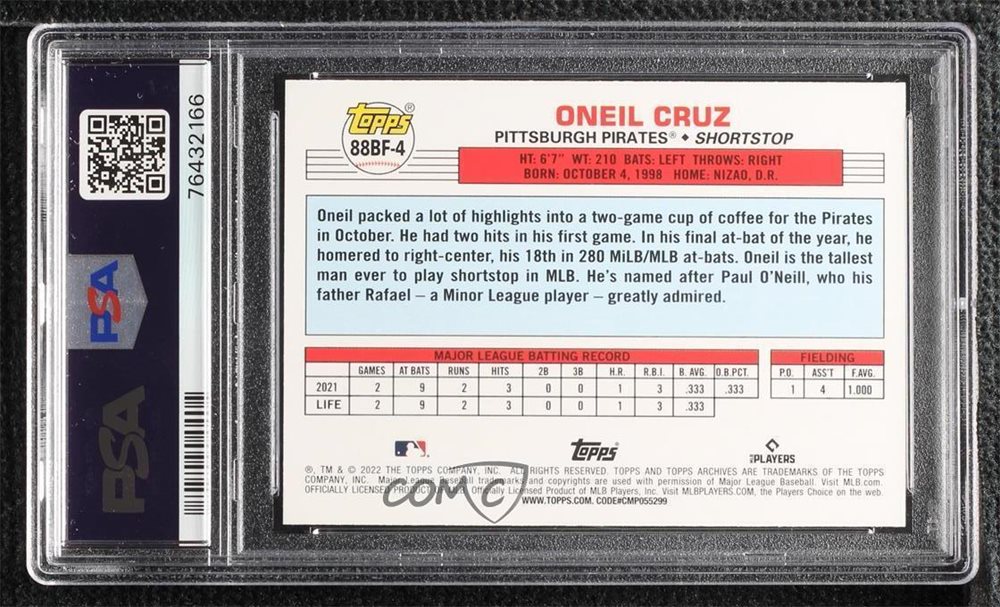 76432166
PSA
PSA
Topps®
88BF-4
ONEIL CRUZ
PITTSBURGH PIRATES® ♦ SHORTSTOP
HT: 6'7" WT: 210 BATS: LEFT THROWS: RIGHT
BORN: OCTOBER 4, 1998 HOME: NIZAO, D.R.
Oneil packed a lot of highlights into a two-game cup of coffee for the Pirates
in October. He had two hits in his first game. In his final at-bat of the year, he
homered to right-center, his 18th in 280 MiLB/MLB at-bats. Oneil is the tallest
man ever to play shortstop in MLB. He's named after Paul O'Neill, who his
father Rafael – a Minor League player – greatly admired.
MAJOR LEAGUE BATTING RECORD
GAMES AT BATS RUNS HITS 2B 3B H.R. R.B.I. B. AVG. O.B.PCT.
2021 2 9 2 3 0 0 1 3 .333 .333
LIFE 2 9 2 3 0 0 1 3 .333
FIELDING
P.O. ASS'T F.AVG.
1 4 1.000
Topps®
PLAYERS
®, TM & © 2022 THE TOPPS COMPANY, INC. ALL RIGHTS RESERVED. TOPPS AND TOPPS ARCHIVES ARE TRADEMARKS OF THE TOPPS
COMPANY, INC. Major League Baseball trademarks and copyrights are used with permission of Major League Baseball. Visit MLB.com.
OFFICIALLY LICENSED PRODUCT Officially Licensed Product of MLB Players, Inc. Visit MLBPLAYERS.COM, the Players Choice on the web.
WWW.TOPPS.COM. CODE#CMP055299
COMC